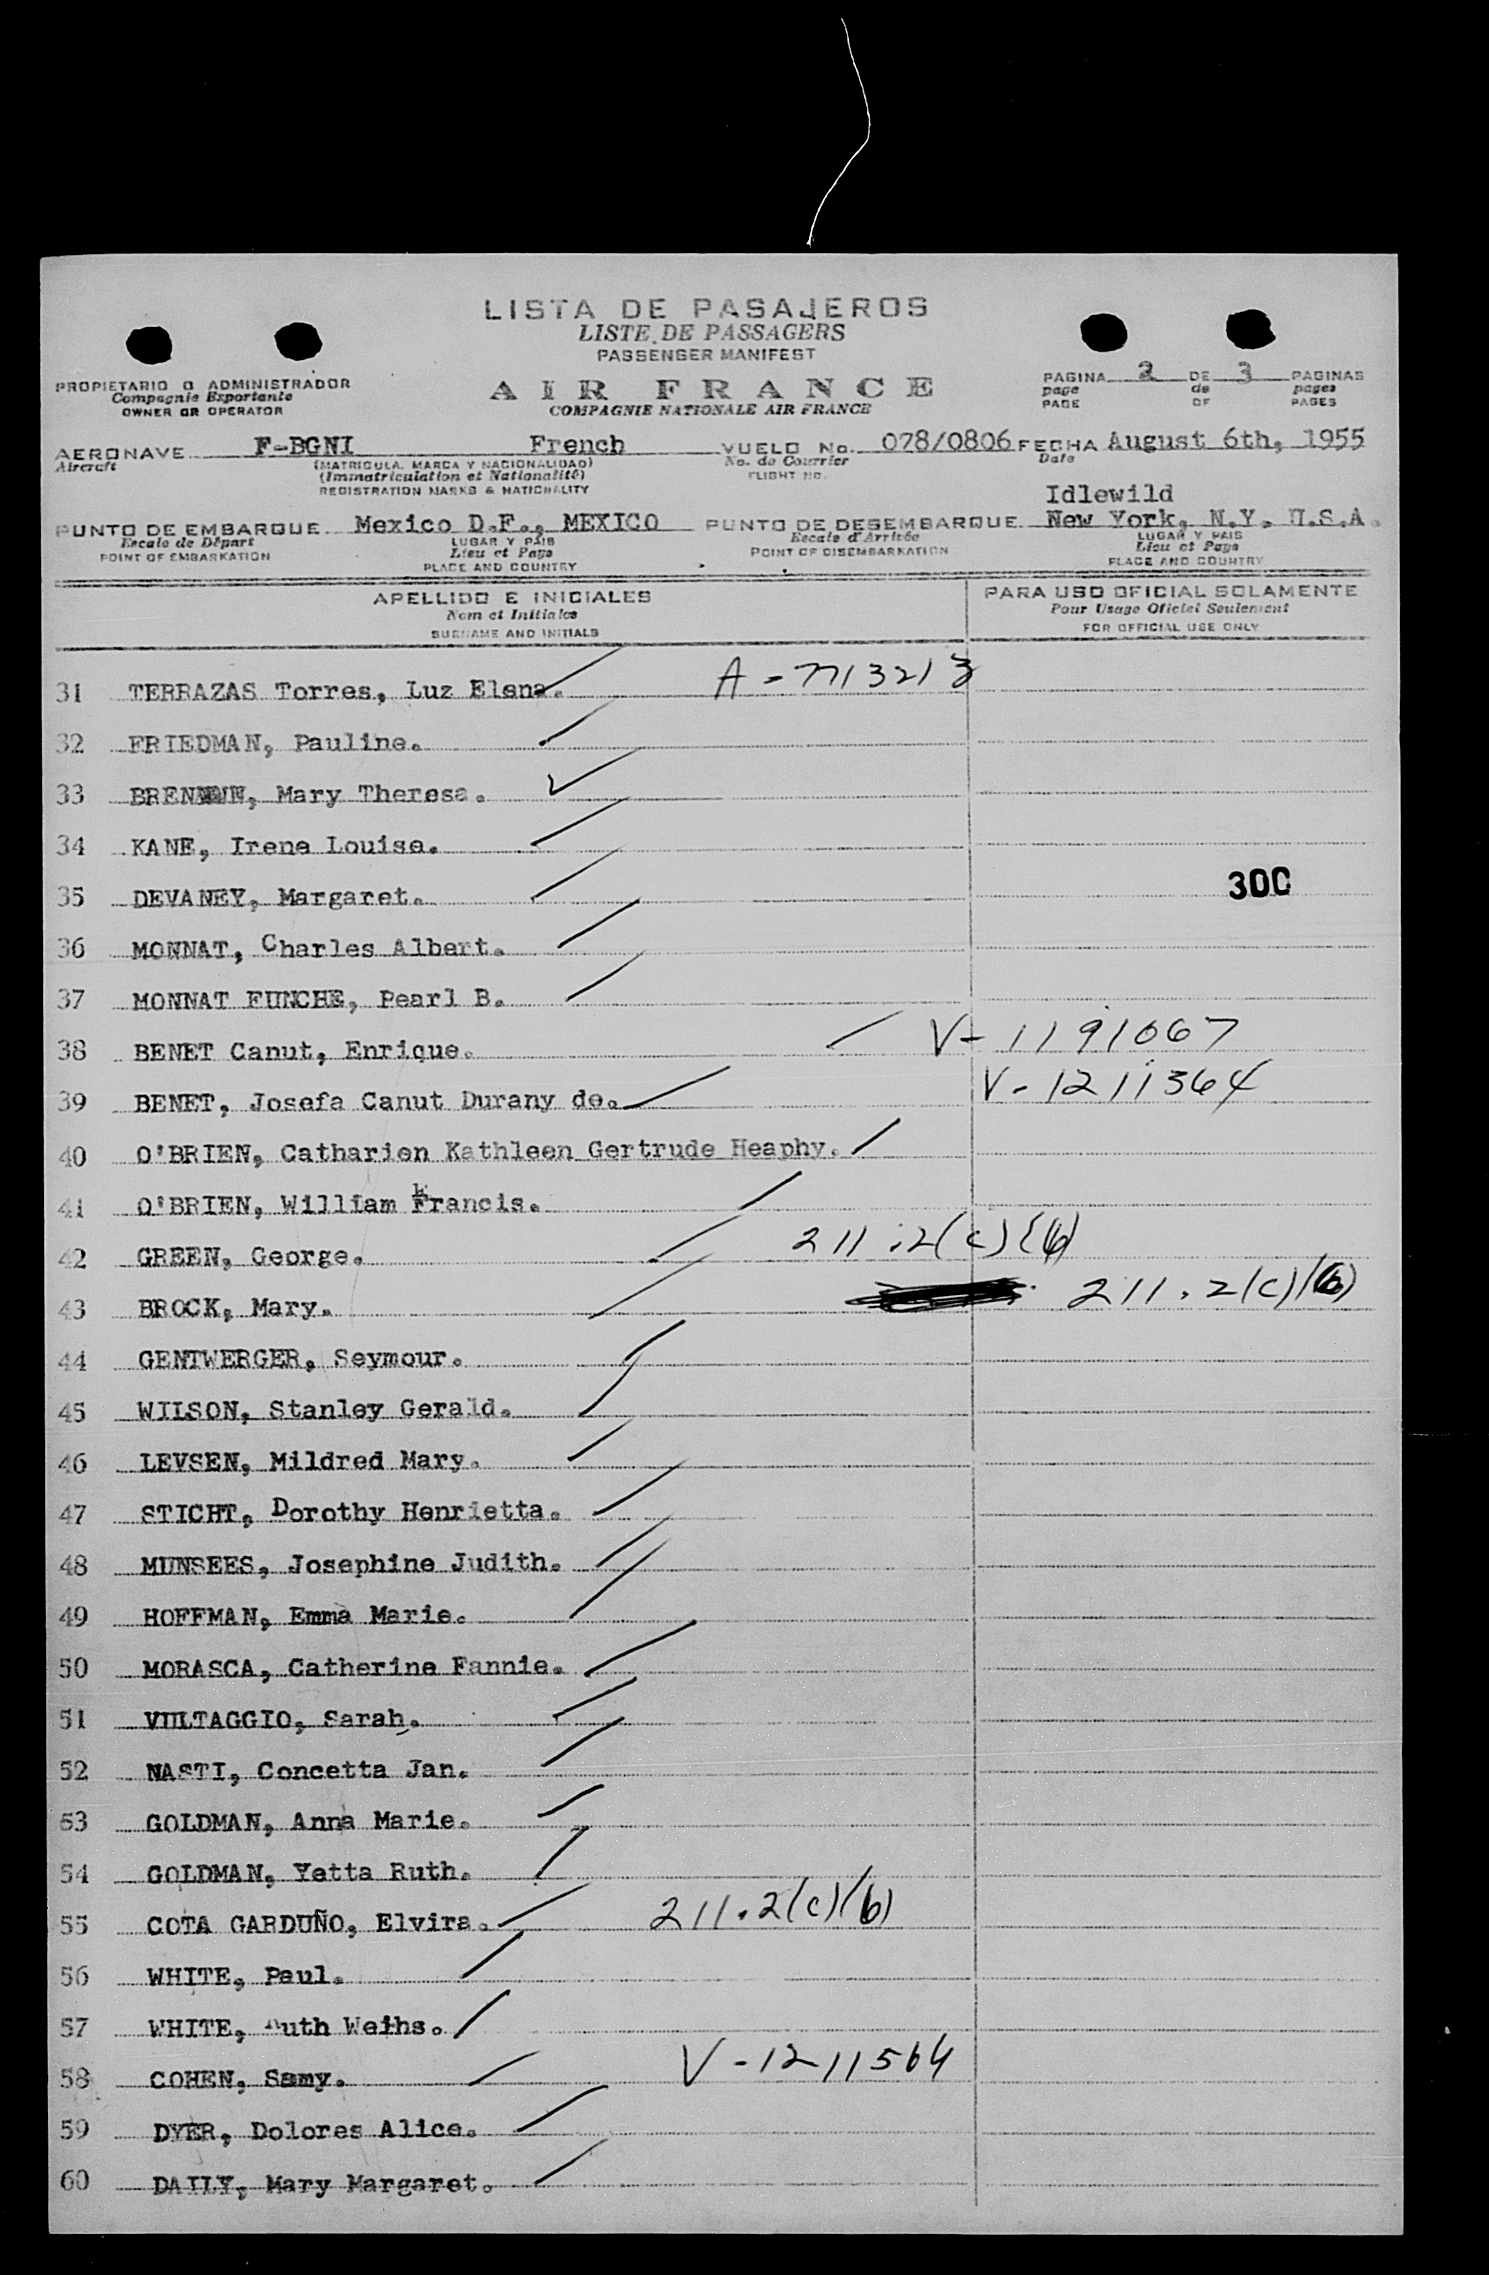 LISTA DE PASAJEROS
LISTE DE PASSAGERS
PASSENGER MANIFEST
PROPIETARIO O ADMINISTRADOR
Compagnie Exportante
OWNER OR OPERATOR
AIR FRANCE
COMPAGNIE NATIONALE AIR FRANCE
PAGINA 2 DE 3 PAGINAS
page de pages
PAGE OF PAGES
AERONAVE F-BGNI French VUELO No. 078/0806 FECHA August 6th, 1955
Aircraft (MATRICULA, MARCA Y NACIONALIDAD) No. de Courrier Date
(Immatriculation et Nationalité) FLIGHT NO.
REGISTRATION MARKS & NATIONALITY
Idlewild
PUNTO DE EMBARQUE Mexico D.F., MEXICO PUNTO DE DESEMBARQUE New York, N.Y. U.S.A.
Escale de Départ LUGAR Y PAIS Escale d'Arrivée LUGAR Y PAIS
POINT OF EMBARKATION Lieu et Pays POINT OF DISEMBARKATION Lieu et Pays
PLACE AND COUNTRY PLACE AND COUNTRY
APELLIDO E INICIALES PARA USO OFICIAL SOLAMENTE
Nom et Initiales Pour Usage Oficiel Seulement
SURNAME AND INITIALS FOR OFFICIAL USE ONLY
31 TERRAZAS Torres, Luz Elena. A-7713213
32 FRIEDMAN, Pauline.
33 Mary Theresa.
34 KANE, Irene Louise.
35 DEVANEY, Margaret. 300
36 MONNAT, Charles Albert.
37 MONNAT FUNCHE, Pearl B.
38 BENET Canut, Enrique. V-1191067
39 BENET, Josefa Canut Durany de. V-1211364
40 O'BRIEN, Catharien Kathleen Gertrude Heaphy.
41 O'BRIEN, William Francis.
42 GREEN, George. 211.2(c)(6)
43 BROCK, Mary. 211.2(c)(6)
44 GENTWERGER, Seymour.
45 WILSON, Stanley Gerald.
46 LEVSEN, Mildred Mary.
47 STICHT, Dorothy Henrietta.
48 MUNSEES, Josephine Judith.
49 HOFFMAN, Emma Marie.
50 MORASCA, Catherine Fannie.
51 VULTAGGIO, Sarah.
52 NASTI, Concetta Jan.
53 GOLDMAN, Anna Marie.
54 GOLDMAN, Yetta Ruth.
55 COTA GARDUÑO, Elvira. 211.2(c)(6)
56 WHITE, Paul.
57 WHITE, Ruth Weihs.
58 COHEN, Samy. V-1211564
59 DYER, Dolores Alice.
60 DAILY, Mary Margaret.